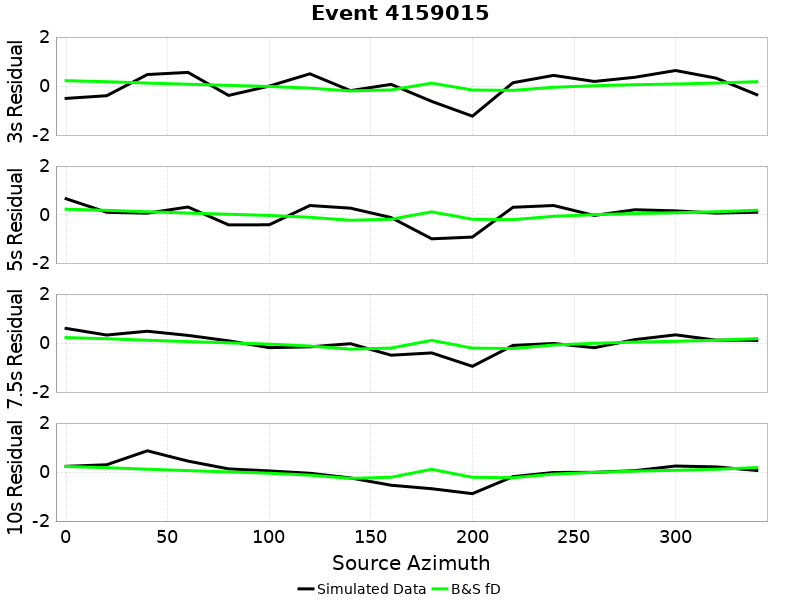 Event 4159015
3s Residual
2
0
-2
5s Residual
2
0
-2
7.5s Residual
2
0
-2
10s Residual
2
0
-2
0 50 100 150 200 250 300
Source Azimuth
Simulated Data B&S fD